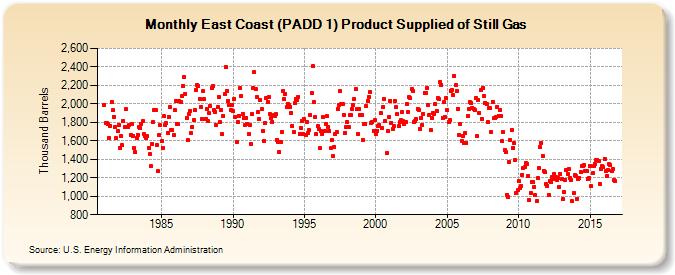 Monthly East Coast (PADD 1) Product Supplied of Still Gas
Thousand Barrels
2,600
2,400
2,200
2,000
1,800
1,600
1,400
1,200
1,000
800
1985 1990 1995 2000 2005 2010 2015
Source: U.S. Energy Information Administration